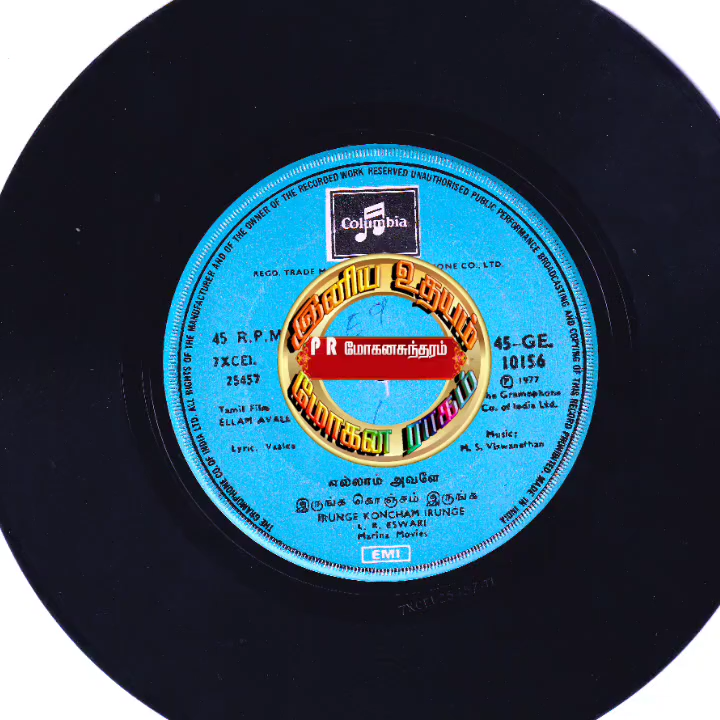 ALL RIGHTS OF THE MANUFACTURER AND OF THE OWNER OF THE RECORDED WORK RESERVED UNAUTHORISED PUBLIC PERFORMANCE BROADCASTING AND COPYING OF THIS RECORD PROHIBITED MADE IN INDIA
THE GRAMOPHONE CO. OF INDIA LTD.
Columbia
REGD. TRADE ONE CO., LTD.
இனிய உதயம்
E 9
45 R.P.M
45-GE.
P R மோகனசுந்தரம்
7XCEI.
10156
25457
Ⓟ 1977
மோகன ராகம்
he Gramophone
Tamil Film
Co. of India Ltd.
ELLAM AVALE
Music:
Lyric: Vaalee
M. S. Viswanathan
எல்லாம் அவளே
இருங்க கொஞ்சம் இருங்க
IRUNGE KONCHAM IRUNGE
L. R. ESWARI
Marina Movies
EMI